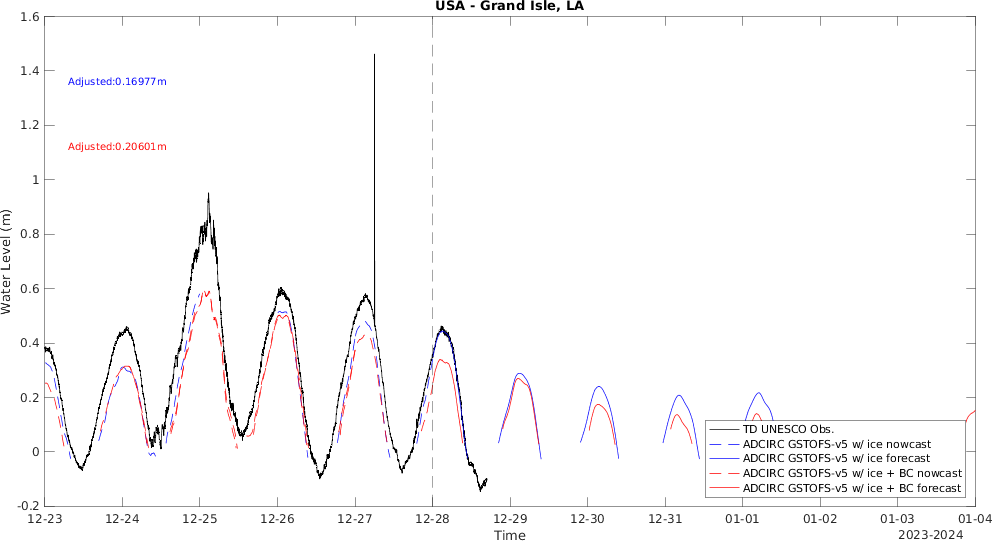 USA - Grand Isle, LA
1.6
1.4
1.2
1
0.8
0.6
0.4
0.2
0
-0.2
Water Level (m)
Adjusted:0.16977m
Adjusted:0.20601m
TD UNESCO Obs.
ADCIRC GSTOFS-v5 w/ ice nowcast
ADCIRC GSTOFS-v5 w/ ice forecast
ADCIRC GSTOFS-v5 w/ ice + BC nowcast
ADCIRC GSTOFS-v5 w/ ice + BC forecast
12-23 12-24 12-25 12-26 12-27 12-28 12-29 12-30 12-31 01-01 01-02 01-03 01-04
Time
2023-2024